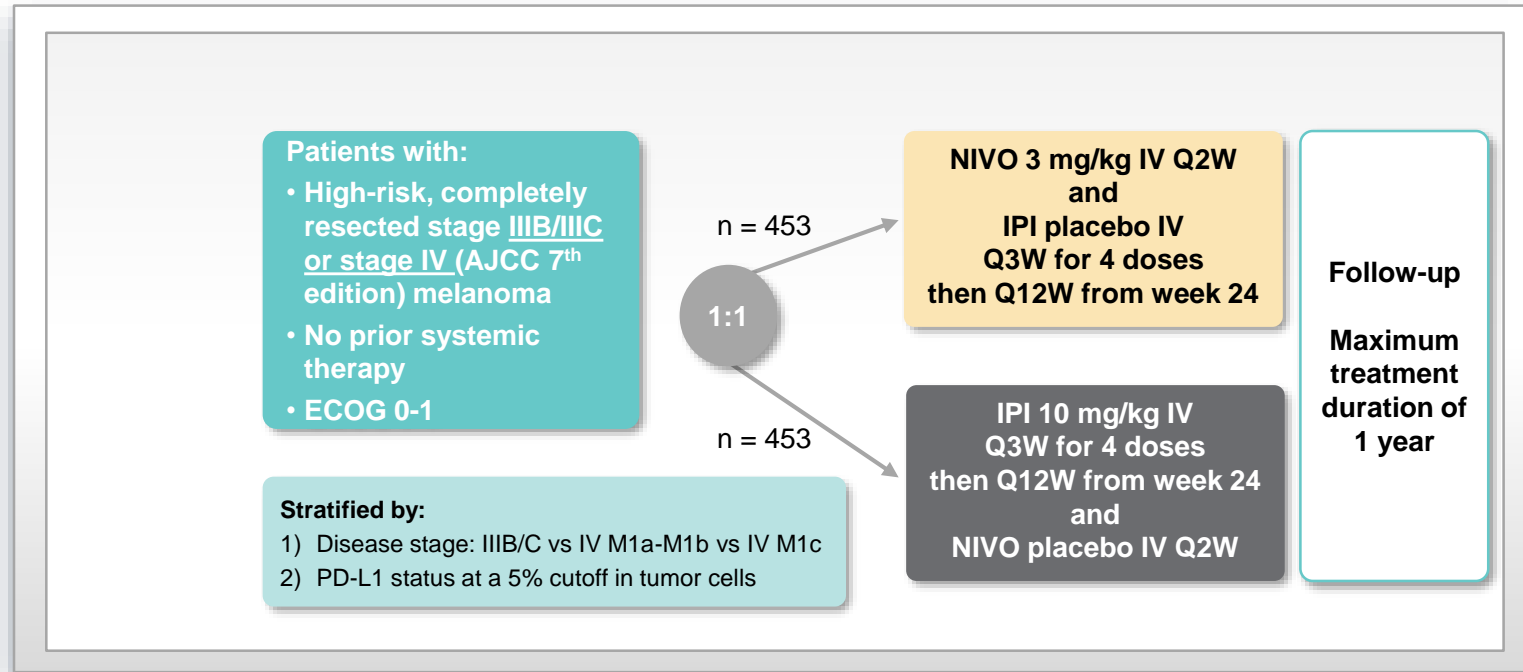 Patients with:
• High-risk, completely
resected stage IIIB/IIIC
or stage IV (AJCC 7th
edition) melanoma
• No prior systemic
therapy
• ECOG 0-1
Stratified by:
1) Disease stage: IIIB/C vs IV M1a-M1b vs IV M1c
2) PD-L1 status at a 5% cutoff in tumor cells
n = 453
1:1
n = 453
NIVO 3 mg/kg IV Q2W
and
IPI placebo IV
Q3W for 4 doses
then Q12W from week 24
IPI 10 mg/kg IV
Q3W for 4 doses
then Q12W from week 24
and
NIVO placebo IV Q2W
Follow-up
Maximum
treatment
duration of
1 year